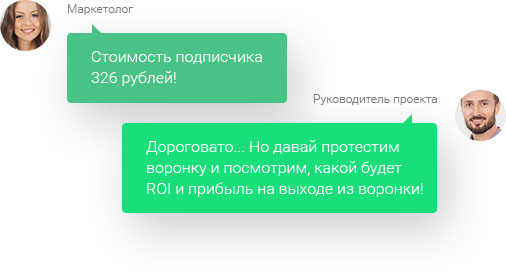 Маркетолог
Стоимость подписчика
326 рублей!
Руководитель проекта
Дороговато... Но давай протестим
воронку и посмотрим, какой будет
ROI и прибыль на выходе из воронки!